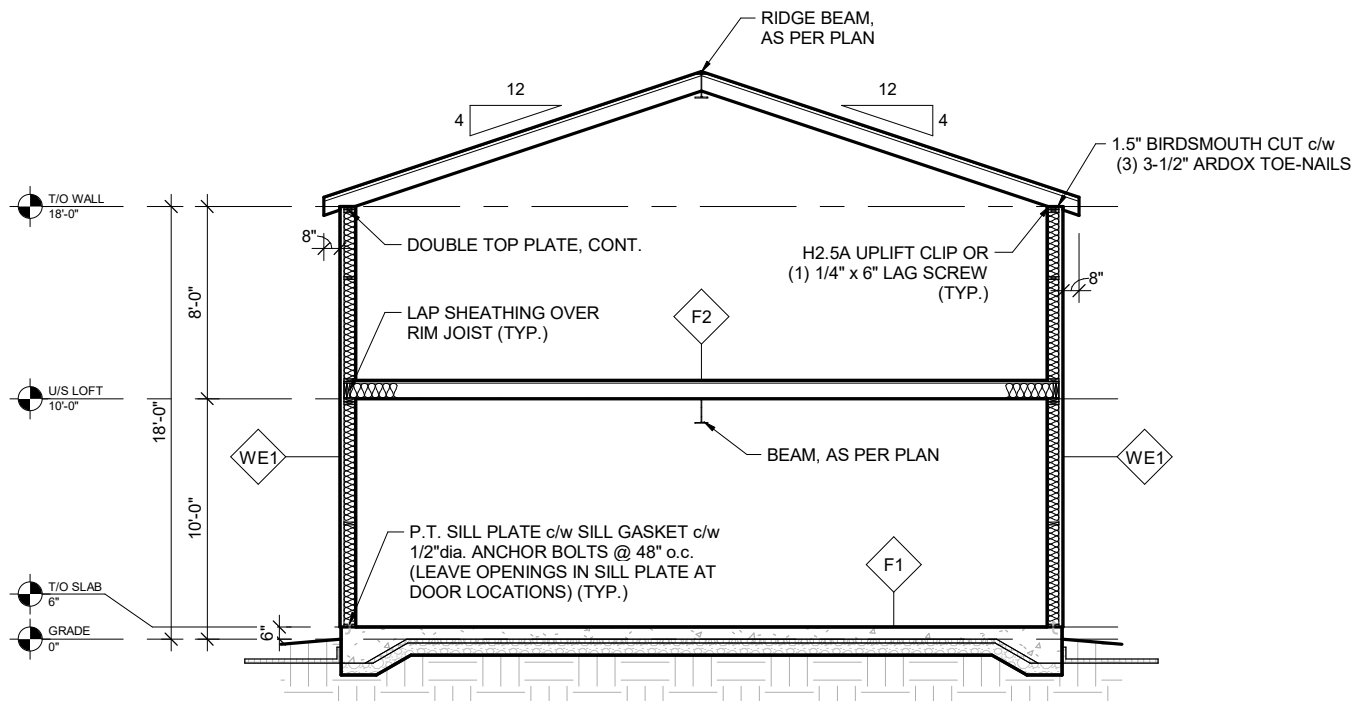 RIDGE BEAM,
AS PER PLAN
12
4
12
4
1.5" BIRDSMOUTH CUT c/w
(3) 3-1/2" ARDOX TOE-NAILS
T/O WALL
18'-0"
8"
DOUBLE TOP PLATE, CONT.
H2.5A UPLIFT CLIP OR
(1) 1/4" x 6" LAG SCREW
(TYP.)
8"
8'-0"
LAP SHEATHING OVER
RIM JOIST (TYP.)
F2
U/S LOFT
10'-0"
18'-0"
WE1
BEAM, AS PER PLAN
WE1
10'-0"
P.T. SILL PLATE c/w SILL GASKET c/w
1/2"dia. ANCHOR BOLTS @ 48" o.c.
(LEAVE OPENINGS IN SILL PLATE AT
DOOR LOCATIONS) (TYP.)
F1
T/O SLAB
6"
6"
GRADE
0"